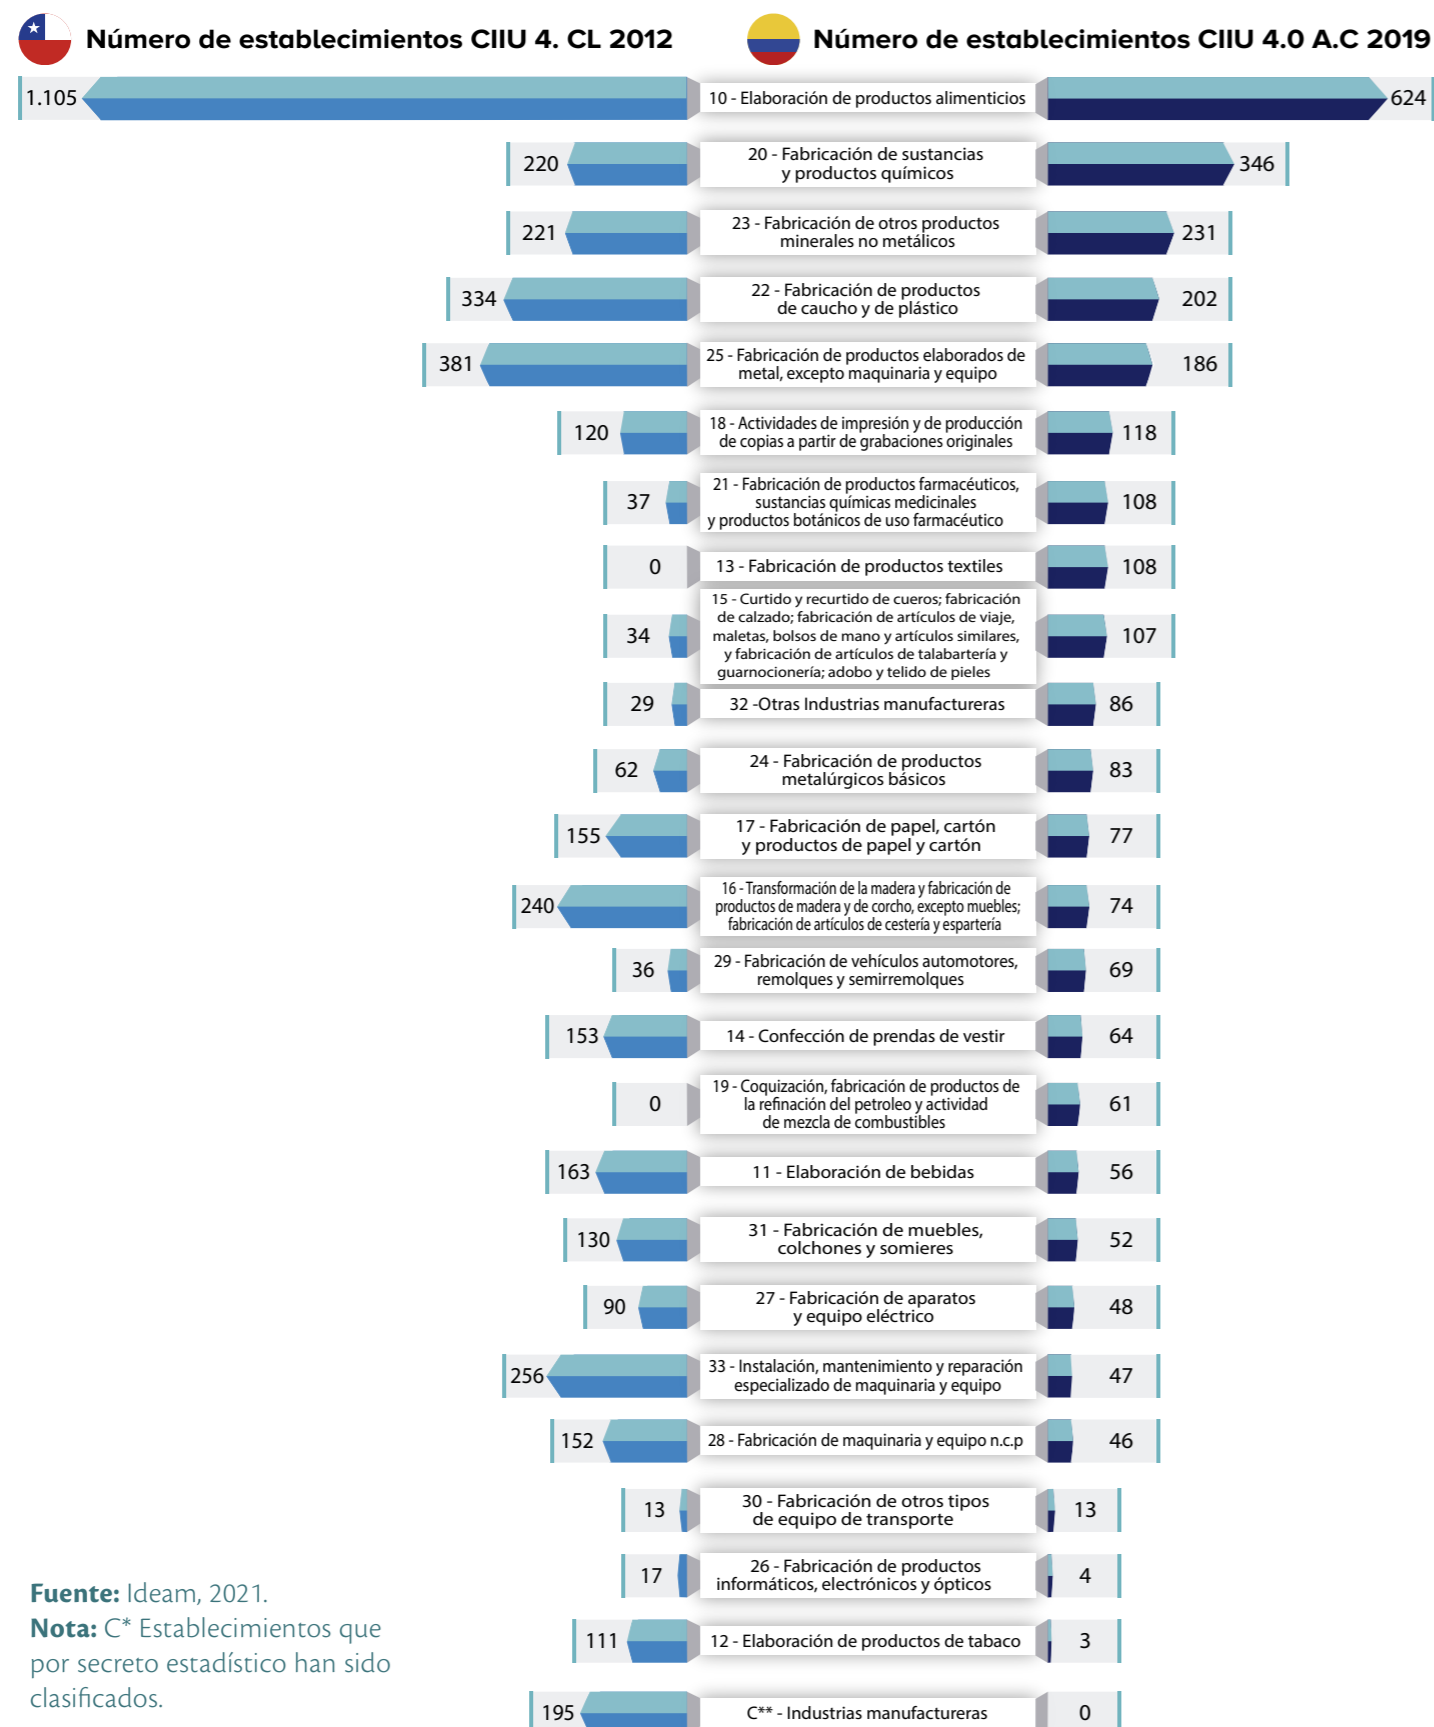 Número de establecimientos CIIU 4. CL 2012
Número de establecimientos CIIU 4.0 A.C 2019
1.105
10 - Elaboración de productos alimenticios
624
220
20 - Fabricación de sustancias
y productos químicos
346
221
23 - Fabricación de otros productos
minerales no metálicos
231
334
22 - Fabricación de productos
de caucho y de plástico
202
381
25 - Fabricación de productos elaborados de
metal, excepto maquinaria y equipo
186
120
18 - Actividades de impresión y de producción
de copias a partir de grabaciones originales
118
37
21 - Fabricación de productos farmacéuticos,
sustancias químicas medicinales
y productos botánicos de uso farmacéutico
108
0
13 - Fabricación de productos textiles
108
34
15 - Curtido y recurtido de cueros; fabricación
de calzado; fabricación de artículos de viaje,
maletas, bolsos de mano y artículos similares,
y fabricación de artículos de talabartería y
guarnocionería; adobo y telido de pieles
107
29
32 -Otras Industrias manufactureras
86
62
24 - Fabricación de productos
metalúrgicos básicos
83
155
17 - Fabricación de papel, cartón
y productos de papel y cartón
77
240
16 - Transformación de la madera y fabricación de
productos de madera y de corcho, excepto muebles;
fabricación de artículos de cestería y espartería
74
36
29 - Fabricación de vehículos automotores,
remolques y semirremolques
69
153
14 - Confección de prendas de vestir
64
0
19 - Coquización, fabricación de productos de
la refinación del petroleo y actividad
de mezcla de combustibles
61
163
11 - Elaboración de bebidas
56
130
31 - Fabricación de muebles,
colchones y somieres
52
90
27 - Fabricación de aparatos
y equipo eléctrico
48
256
33 - Instalación, mantenimiento y reparación
especializado de maquinaria y equipo
47
152
28 - Fabricación de maquinaria y equipo n.c.p
46
13
30 - Fabricación de otros tipos
de equipo de transporte
13
17
26 - Fabricación de productos
informáticos, electrónicos y ópticos
4
111
12 - Elaboración de productos de tabaco
3
195
C** - Industrias manufactureras
0
Fuente: Ideam, 2021.
Nota: C* Establecimientos que
por secreto estadístico han sido
clasificados.